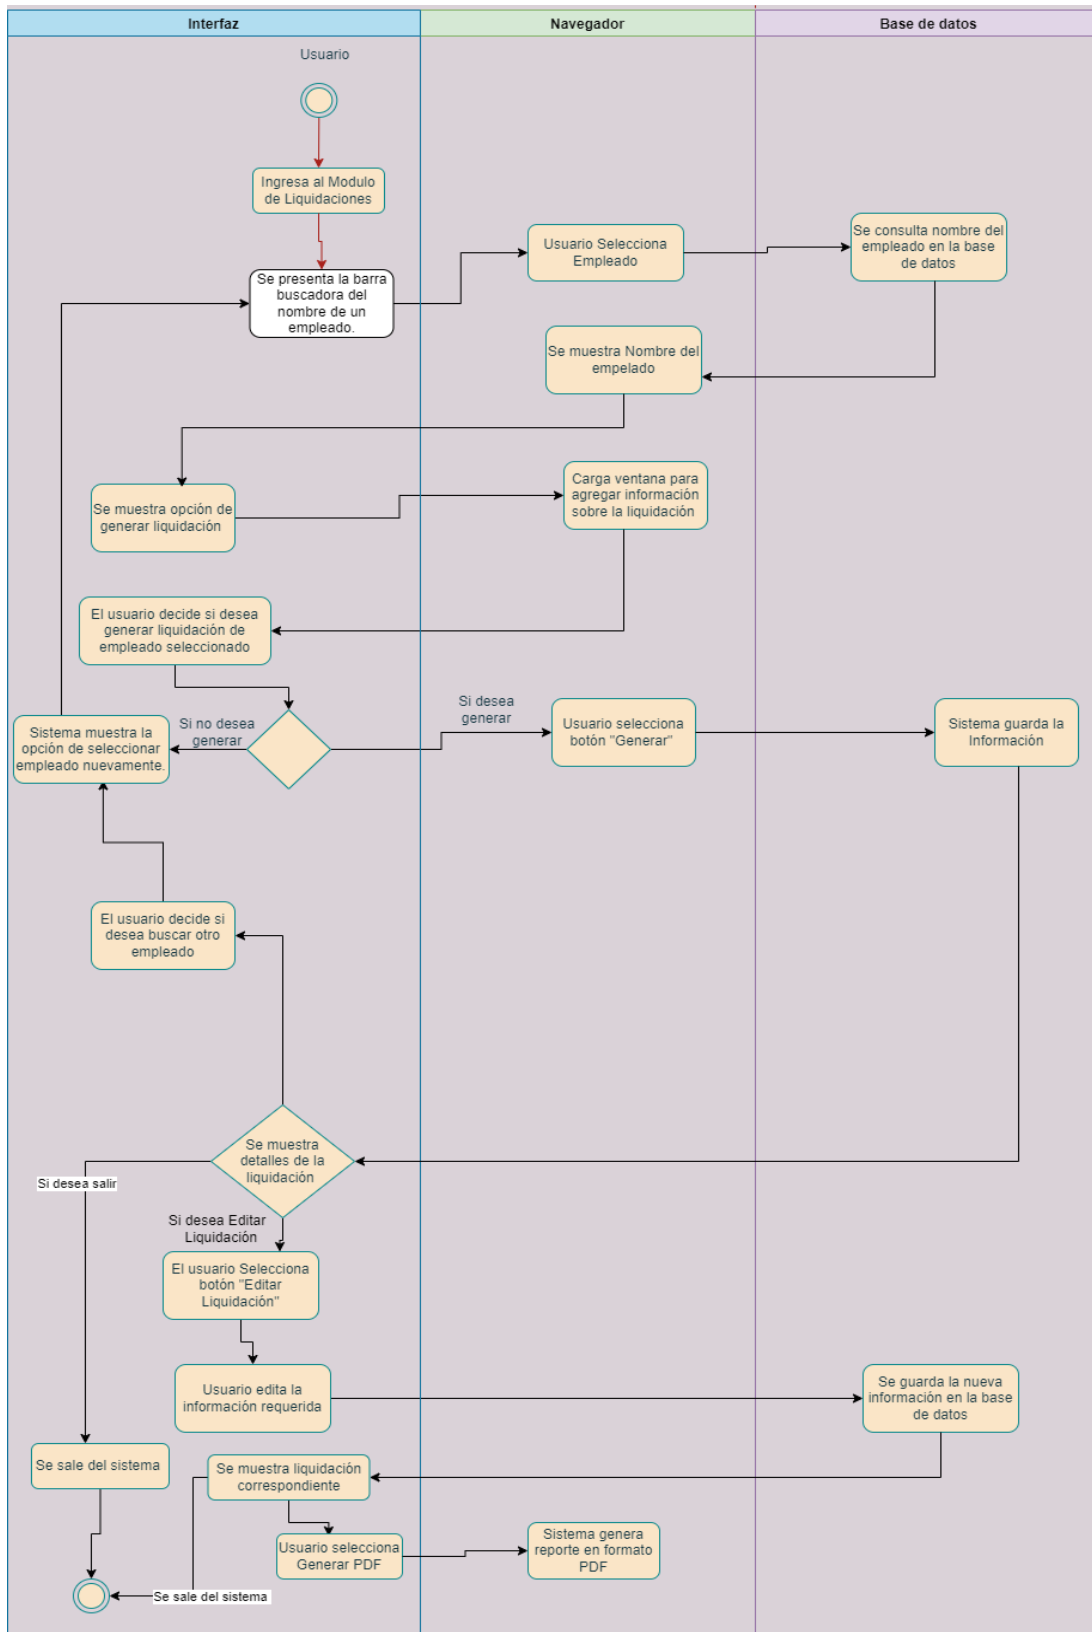 Interfaz
Navegador
Base de datos
Usuario
Ingresa al Modulo
de Liquidaciones
Se presenta la barra
buscadora del
nombre de un
empleado.
Usuario Selecciona
Empleado
Se consulta nombre del
empleado en la base
de datos
Se muestra Nombre del
empelado
Se muestra opción de
generar liquidación
Carga ventana para
agregar información
sobre la liquidación
El usuario decide si desea
generar liquidación de
empleado seleccionado
Si no desea
generar
Si desea
generar
Sistema muestra la
opción de seleccionar
empleado nuevamente.
Usuario selecciona
botón "Generar"
Sistema guarda la
Información
El usuario decide si
desea buscar otro
empleado
Se muestra
detalles de la
liquidación
Si desea salir
Si desea Editar
Liquidación
El usuario Selecciona
botón "Editar
Liquidación"
Usuario edita la
información requerida
Se guarda la nueva
información en la base
de datos
Se sale del sistema
Se muestra liquidación
correspondiente
Usuario selecciona
Generar PDF
Sistema genera
reporte en formato
PDF
Se sale del sistema